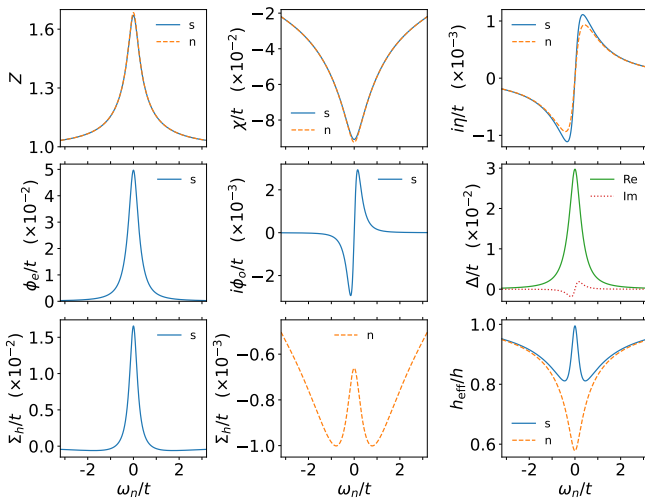 1.6
1.3
1.0
Z
s
n
−2
−4
−6
−8
χ/t (×10⁻²)
s
n
1
0
−1
iη/t (×10⁻³)
s
n
5
4
3
2
1
0
ϕₑ/t (×10⁻²)
s
2
0
−2
iϕₒ/t (×10⁻³)
s
3
2
1
0
Δ/t (×10⁻²)
Re
Im
1.5
1.0
0.5
0.0
Σₕ/t (×10⁻²)
s
−2 0 2
ωₙ/t
−0.6
−0.8
−1.0
Σₕ/t (×10⁻³)
n
−2 0 2
ωₙ/t
1.0
0.8
0.6
h_eff/h
s
n
−2 0 2
ωₙ/t